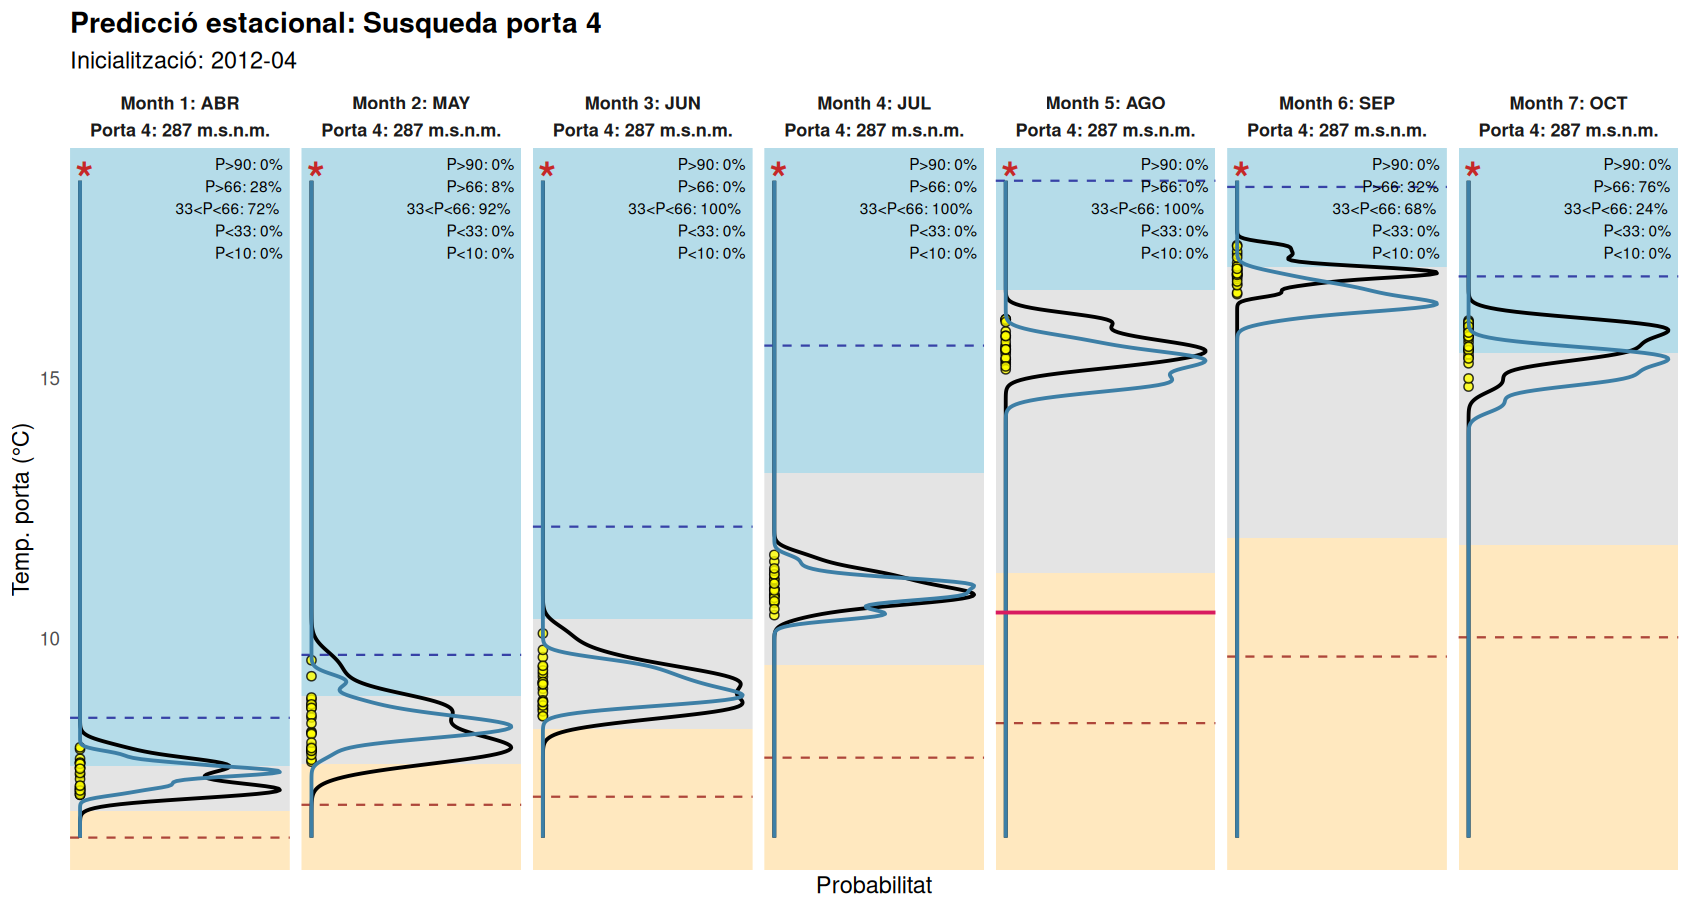 Predicció estacional: Susqueda porta 4
Inicialització: 2012-04
Month 1: ABR
Porta 4: 287 m.s.n.m.
*
P>90: 0%
P>66: 28%
33<P<66: 72%
P<33: 0%
P<10: 0%
Month 2: MAY
Porta 4: 287 m.s.n.m.
*
P>90: 0%
P>66: 8%
33<P<66: 92%
P<33: 0%
P<10: 0%
Month 3: JUN
Porta 4: 287 m.s.n.m.
*
P>90: 0%
P>66: 0%
33<P<66: 100%
P<33: 0%
P<10: 0%
Month 4: JUL
Porta 4: 287 m.s.n.m.
*
P>90: 0%
P>66: 0%
33<P<66: 100%
P<33: 0%
P<10: 0%
Month 5: AGO
Porta 4: 287 m.s.n.m.
*
P>90: 0%
P>66: 0%
33<P<66: 100%
P<33: 0%
P<10: 0%
Month 6: SEP
Porta 4: 287 m.s.n.m.
*
P>90: 0%
P>66: 32%
33<P<66: 68%
P<33: 0%
P<10: 0%
Month 7: OCT
Porta 4: 287 m.s.n.m.
*
P>90: 0%
P>66: 76%
33<P<66: 24%
P<33: 0%
P<10: 0%
15
10
Temp. porta (°C)
Probabilitat